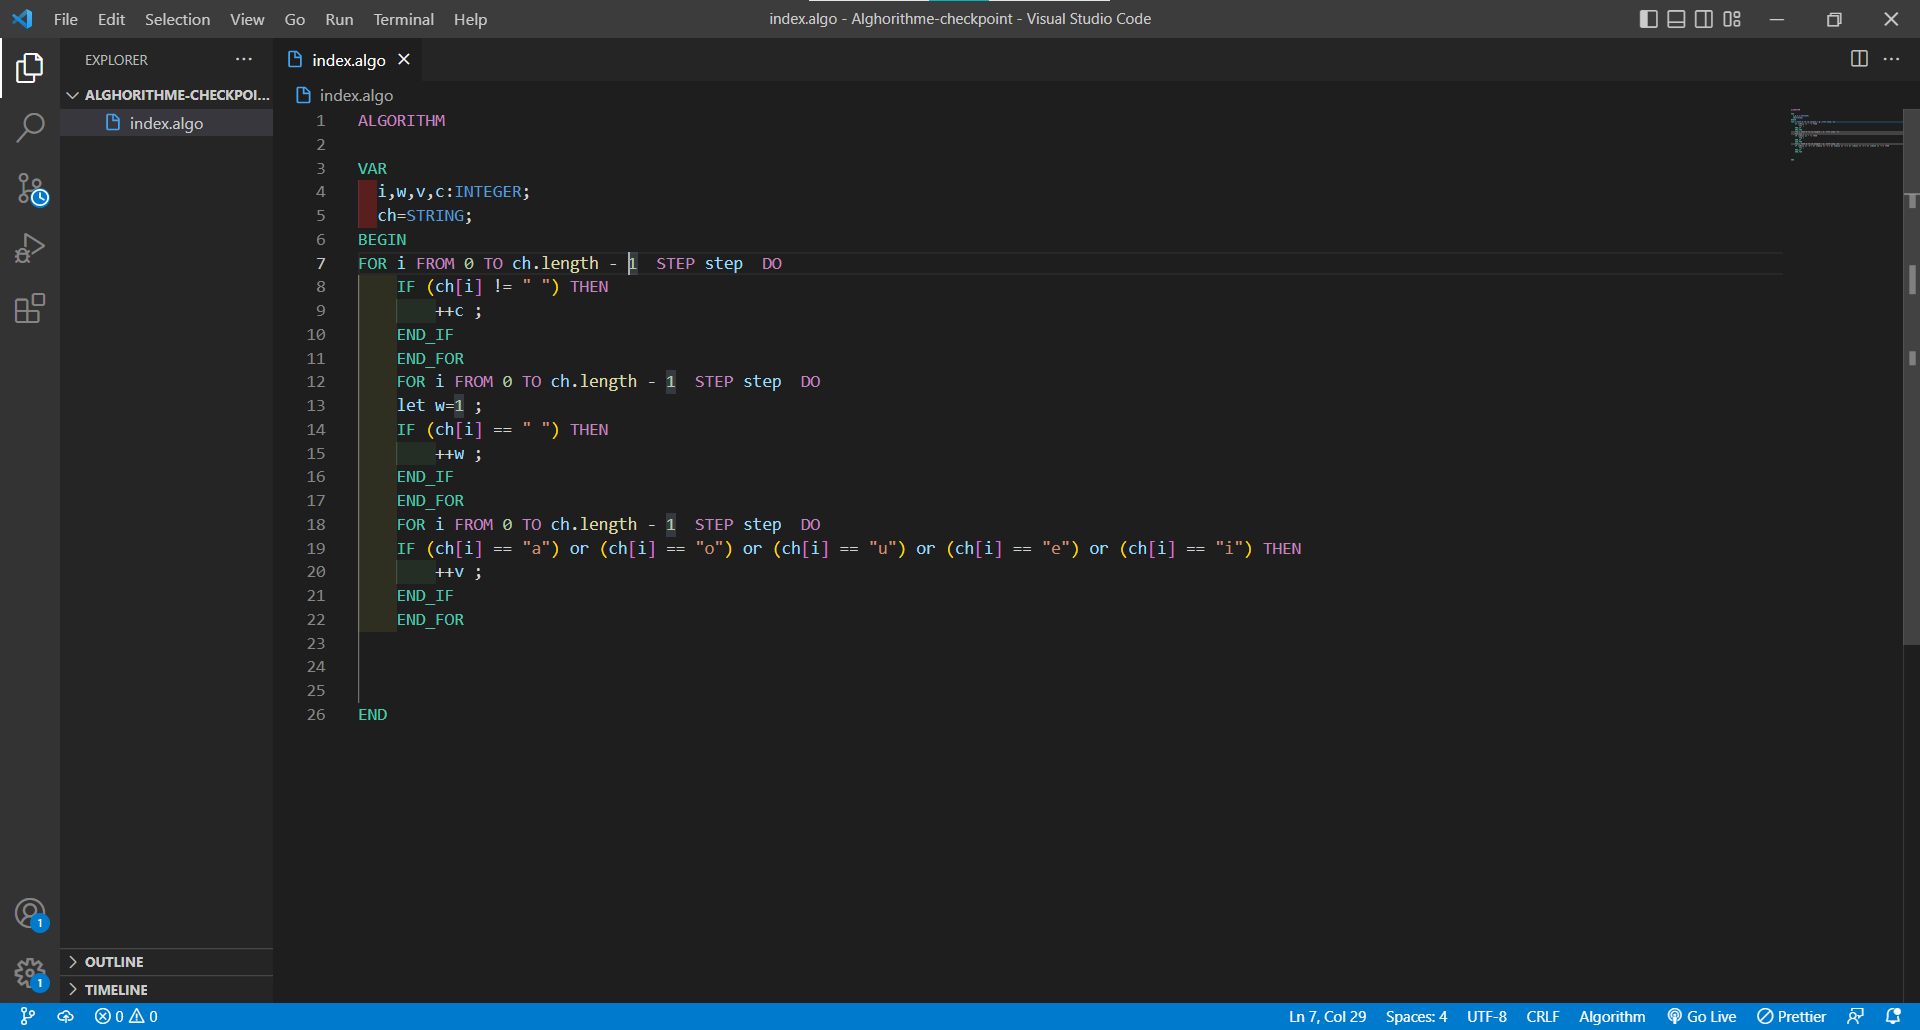 File Edit Selection View Go Run Terminal Help
index.algo - Alghorithme-checkpoint - Visual Studio Code
EXPLORER
ALGHORITHME-CHECKPOI...
index.algo
OUTLINE
TIMELINE
index.algo
index.algo
1 ALGORITHM
2
3 VAR
4 i,w,v,c:INTEGER;
5 ch=STRING;
6 BEGIN
7 FOR i FROM 0 TO ch.length - 1 STEP step DO
8 IF (ch[i] != " ") THEN
9 ++c ;
10 END_IF
11 END_FOR
12 FOR i FROM 0 TO ch.length - 1 STEP step DO
13 let w=1 ;
14 IF (ch[i] == " ") THEN
15 ++w ;
16 END_IF
17 END_FOR
18 FOR i FROM 0 TO ch.length - 1 STEP step DO
19 IF (ch[i] == "a") or (ch[i] == "o") or (ch[i] == "u") or (ch[i] == "e") or (ch[i] == "i") THEN
20 ++v ;
21 END_IF
22 END_FOR
23
24
25
26 END
1
1
0 0
Ln 7, Col 29 Spaces: 4 UTF-8 CRLF Algorithm Go Live Prettier